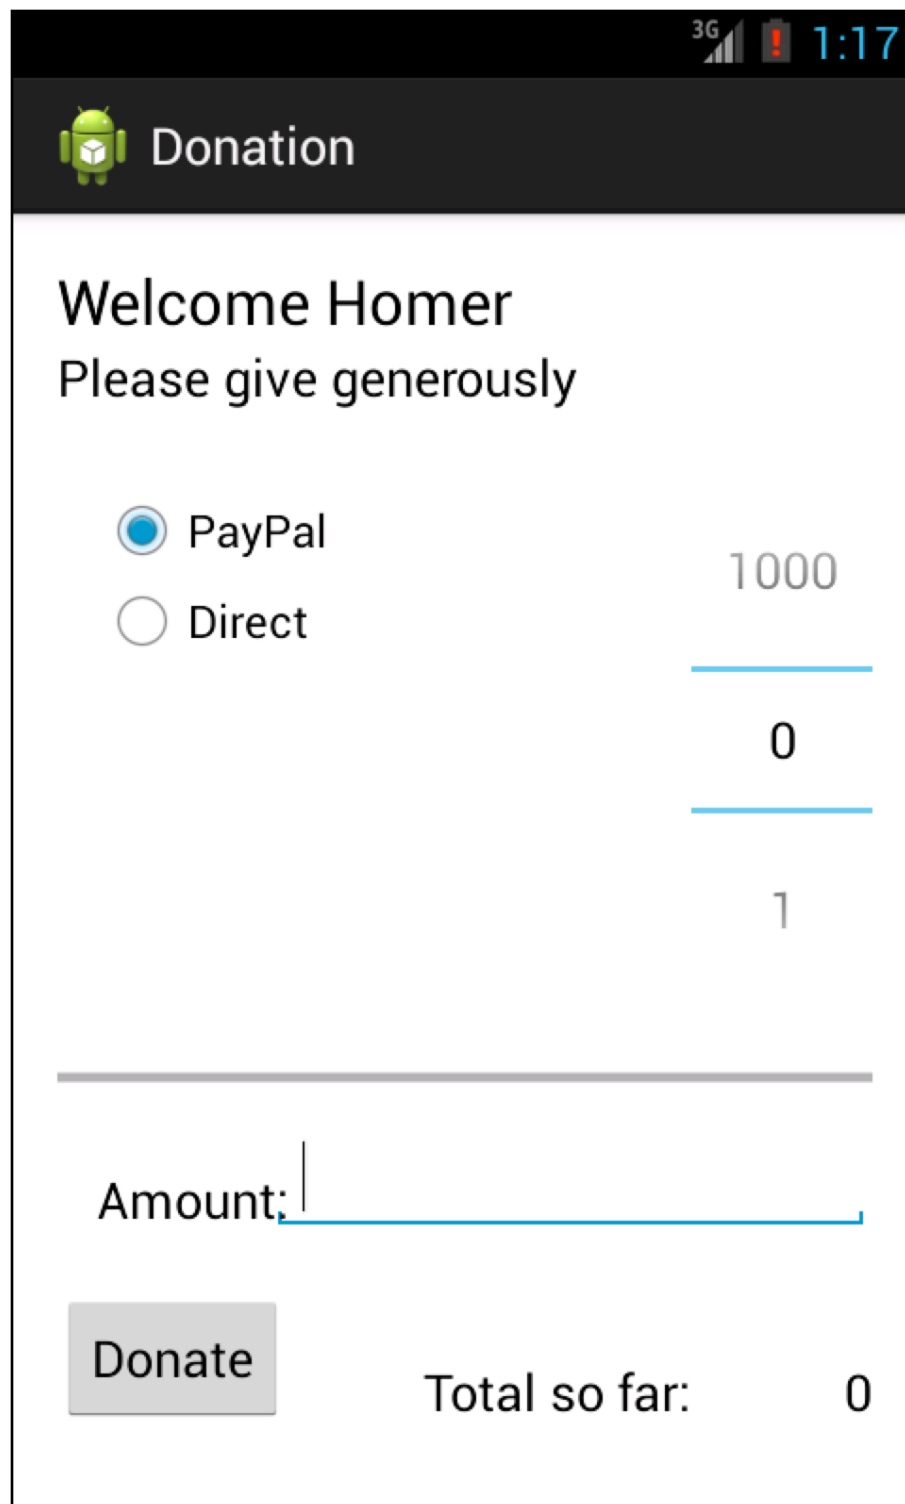 3G 1:17
Donation
Welcome Homer
Please give generously
PayPal
1000
Direct
0
1
Amount:
Donate
Total so far: 0